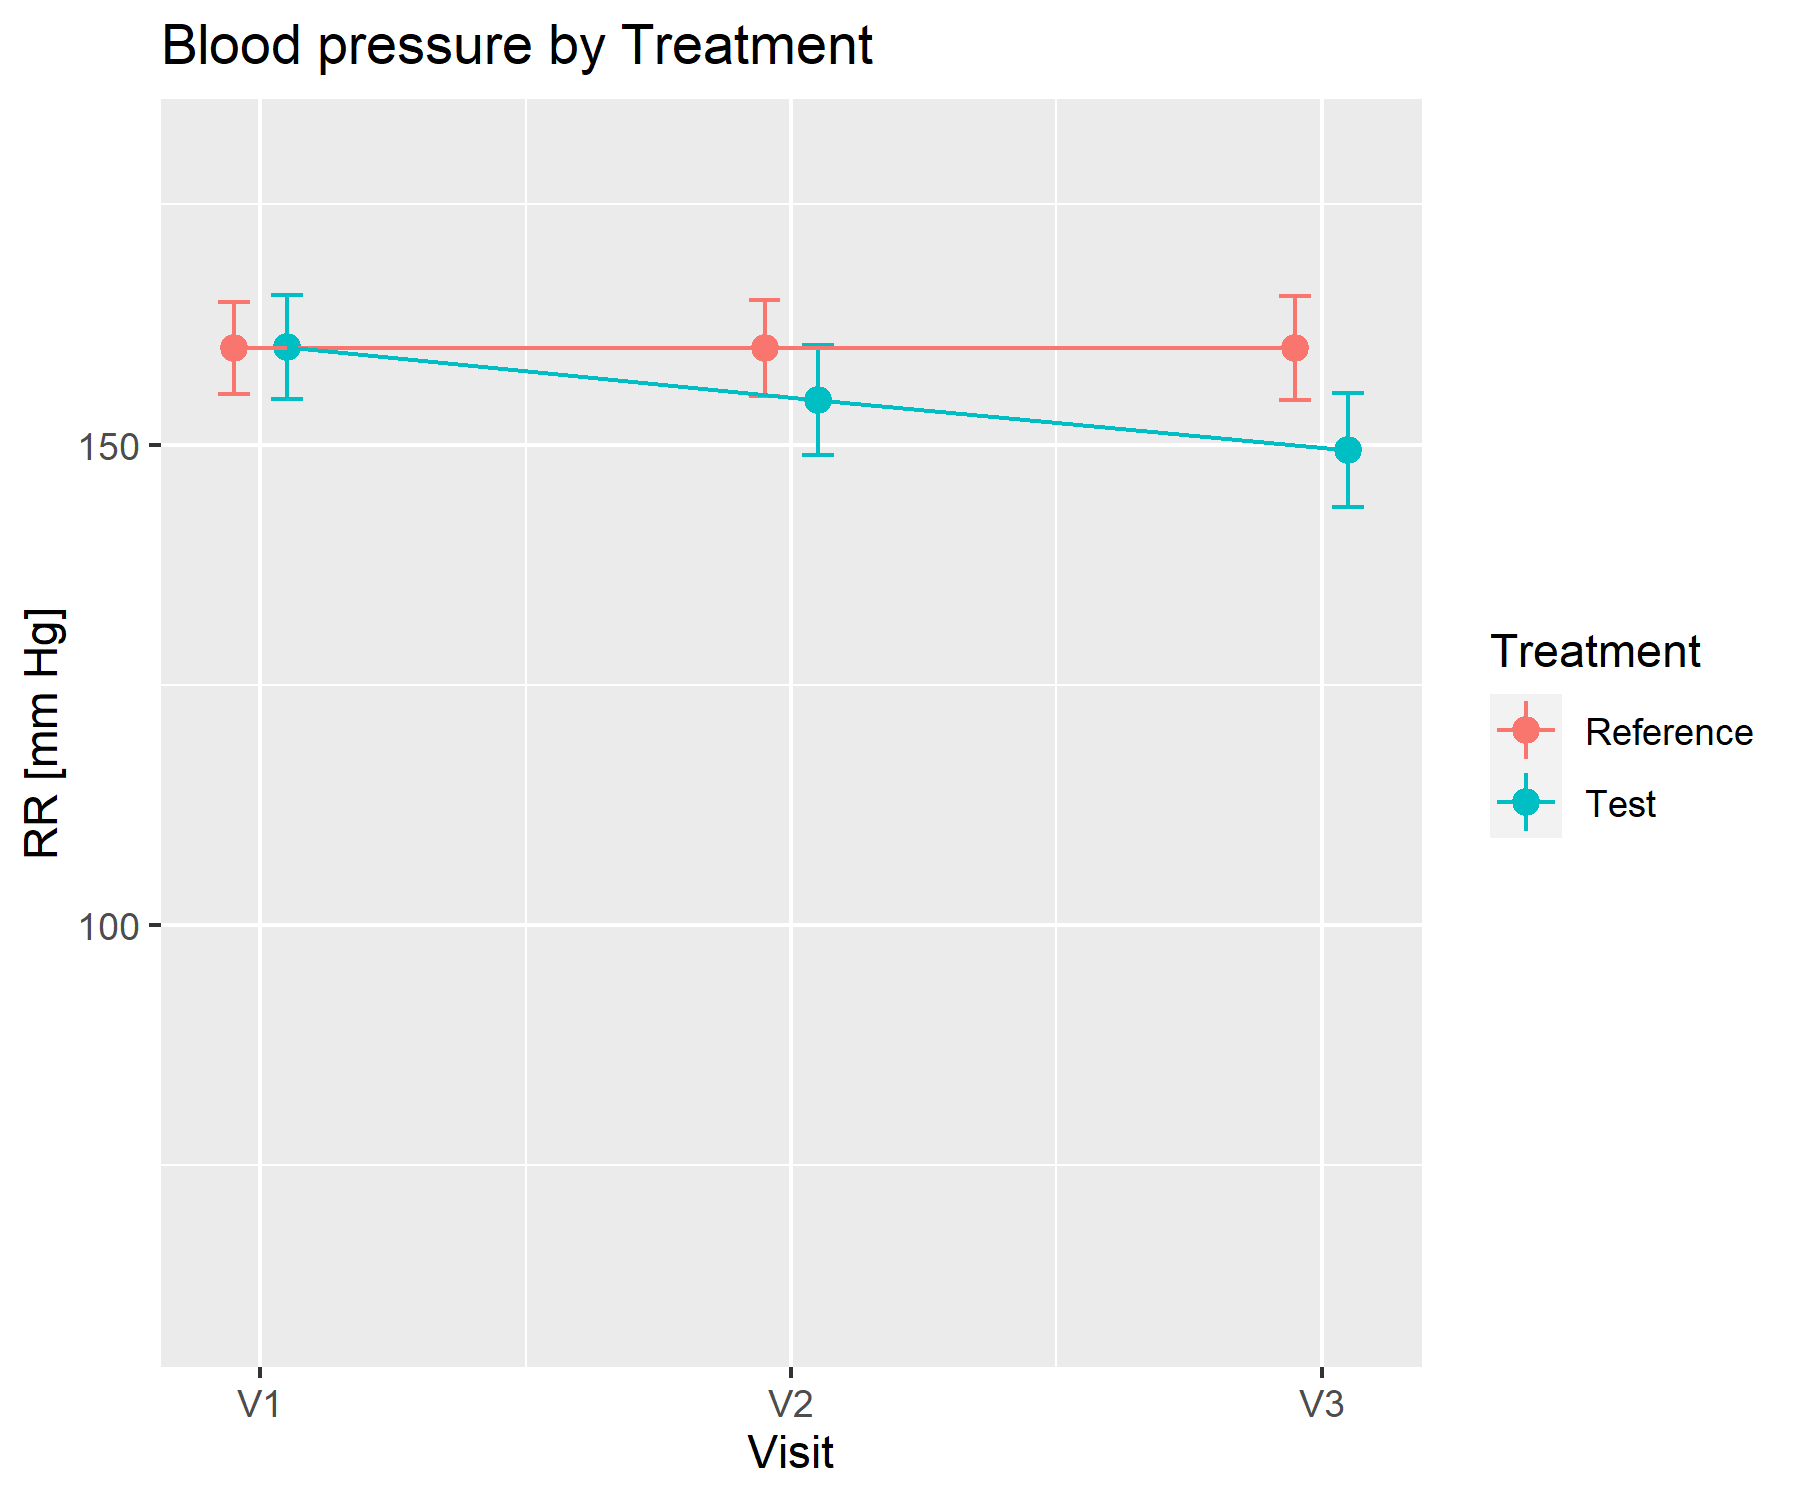 Blood pressure by Treatment
RR [mm Hg]
150
100
V1
V2
V3
Visit
Treatment
Reference
Test